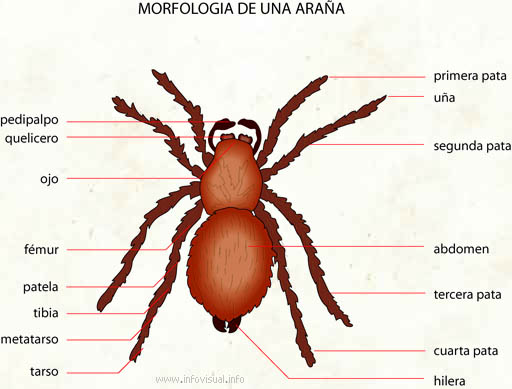 MORFOLOGIA DE UNA ARAÑA
pedipalpo
quelicero
ojo
fémur
patela
tibia
metatarso
tarso
primera pata
uña
segunda pata
abdomen
tercera pata
cuarta pata
hilera
www.infovisual.info